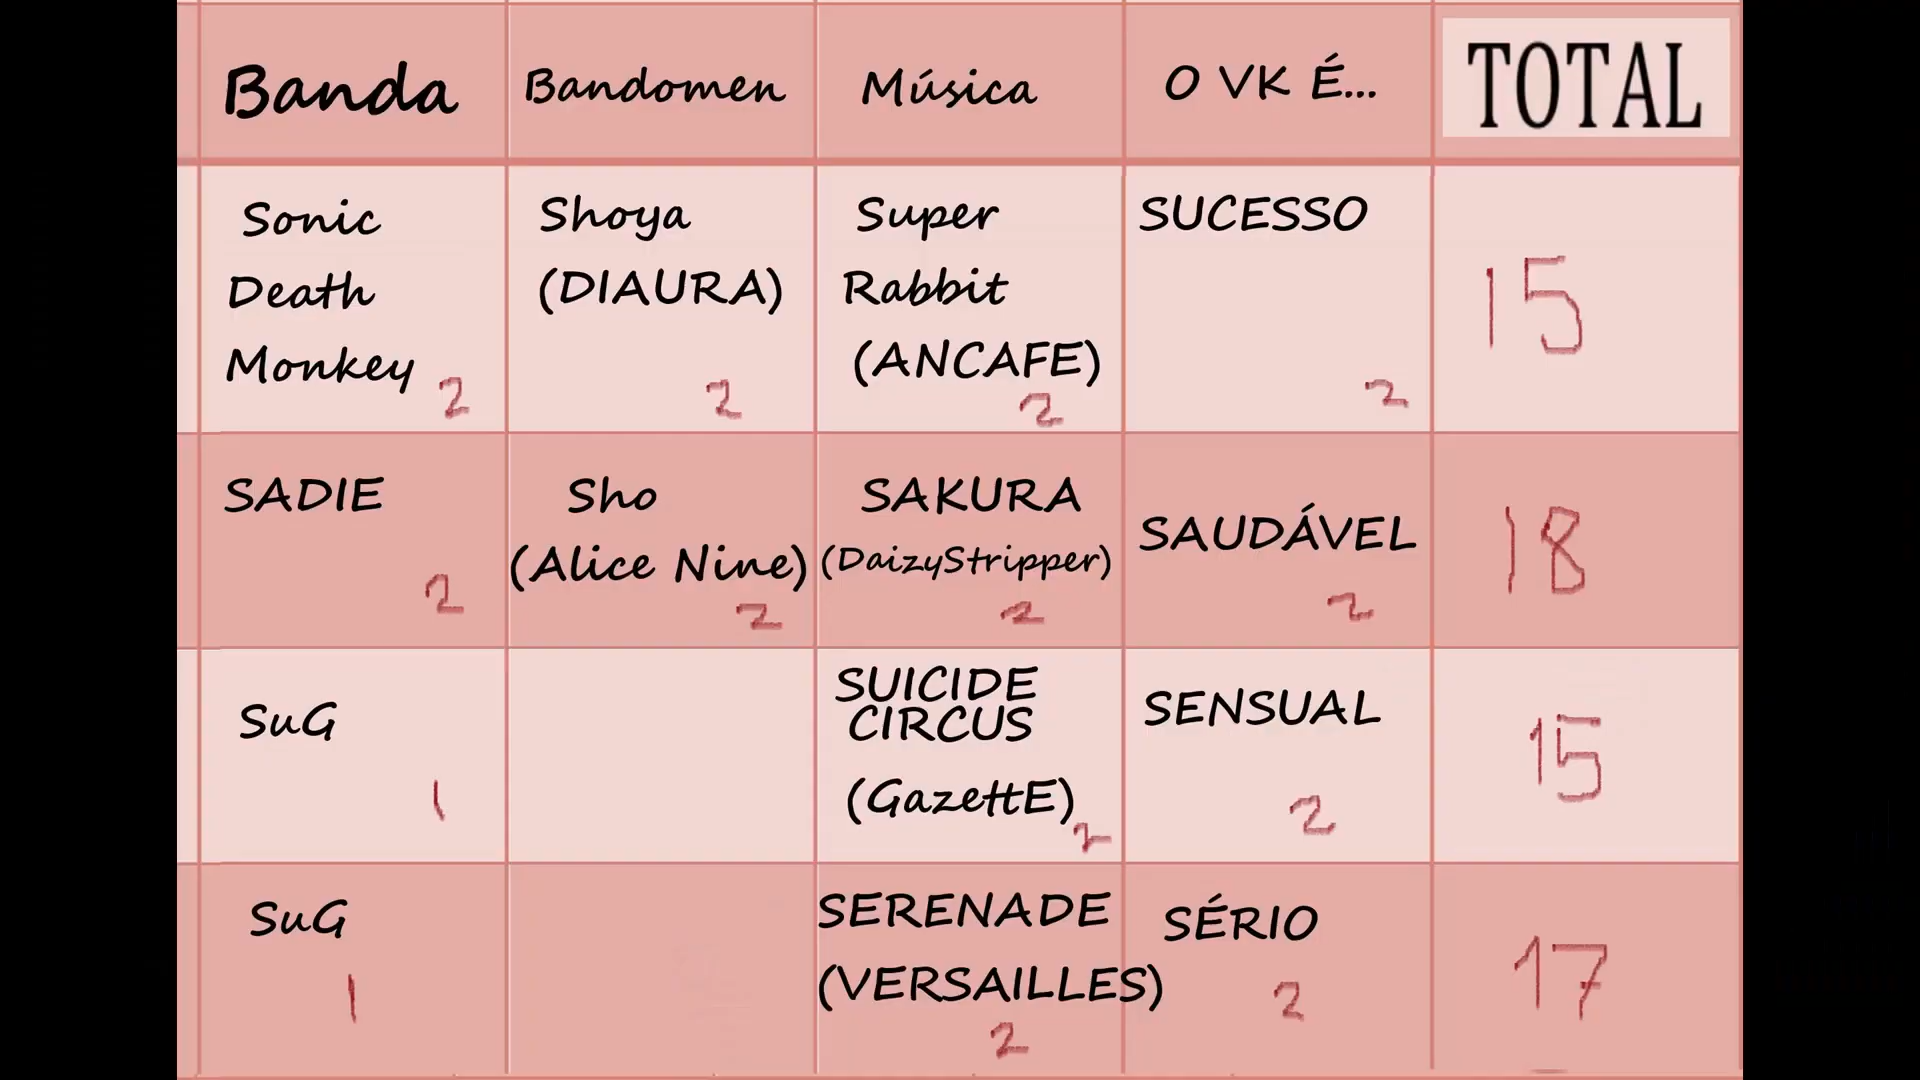 Banda Bandomen Música O VK É... TOTAL
Sonic
Death
Monkey
2
Shoya
(DIAURA)
2
Super
Rabbit
(ANCAFE)
2
SUCESSO
2
15
SADIE
2
Sho
(Alice Nine)
2
SAKURA
(DaizyStripper)
2
SAUDÁVEL
2
18
SuG
1
SUICIDE
CIRCUS
(GazettE)
2
SENSUAL
2
15
SuG
1
SERENADE
(VERSAILLES)
2
SÉRIO
2
17